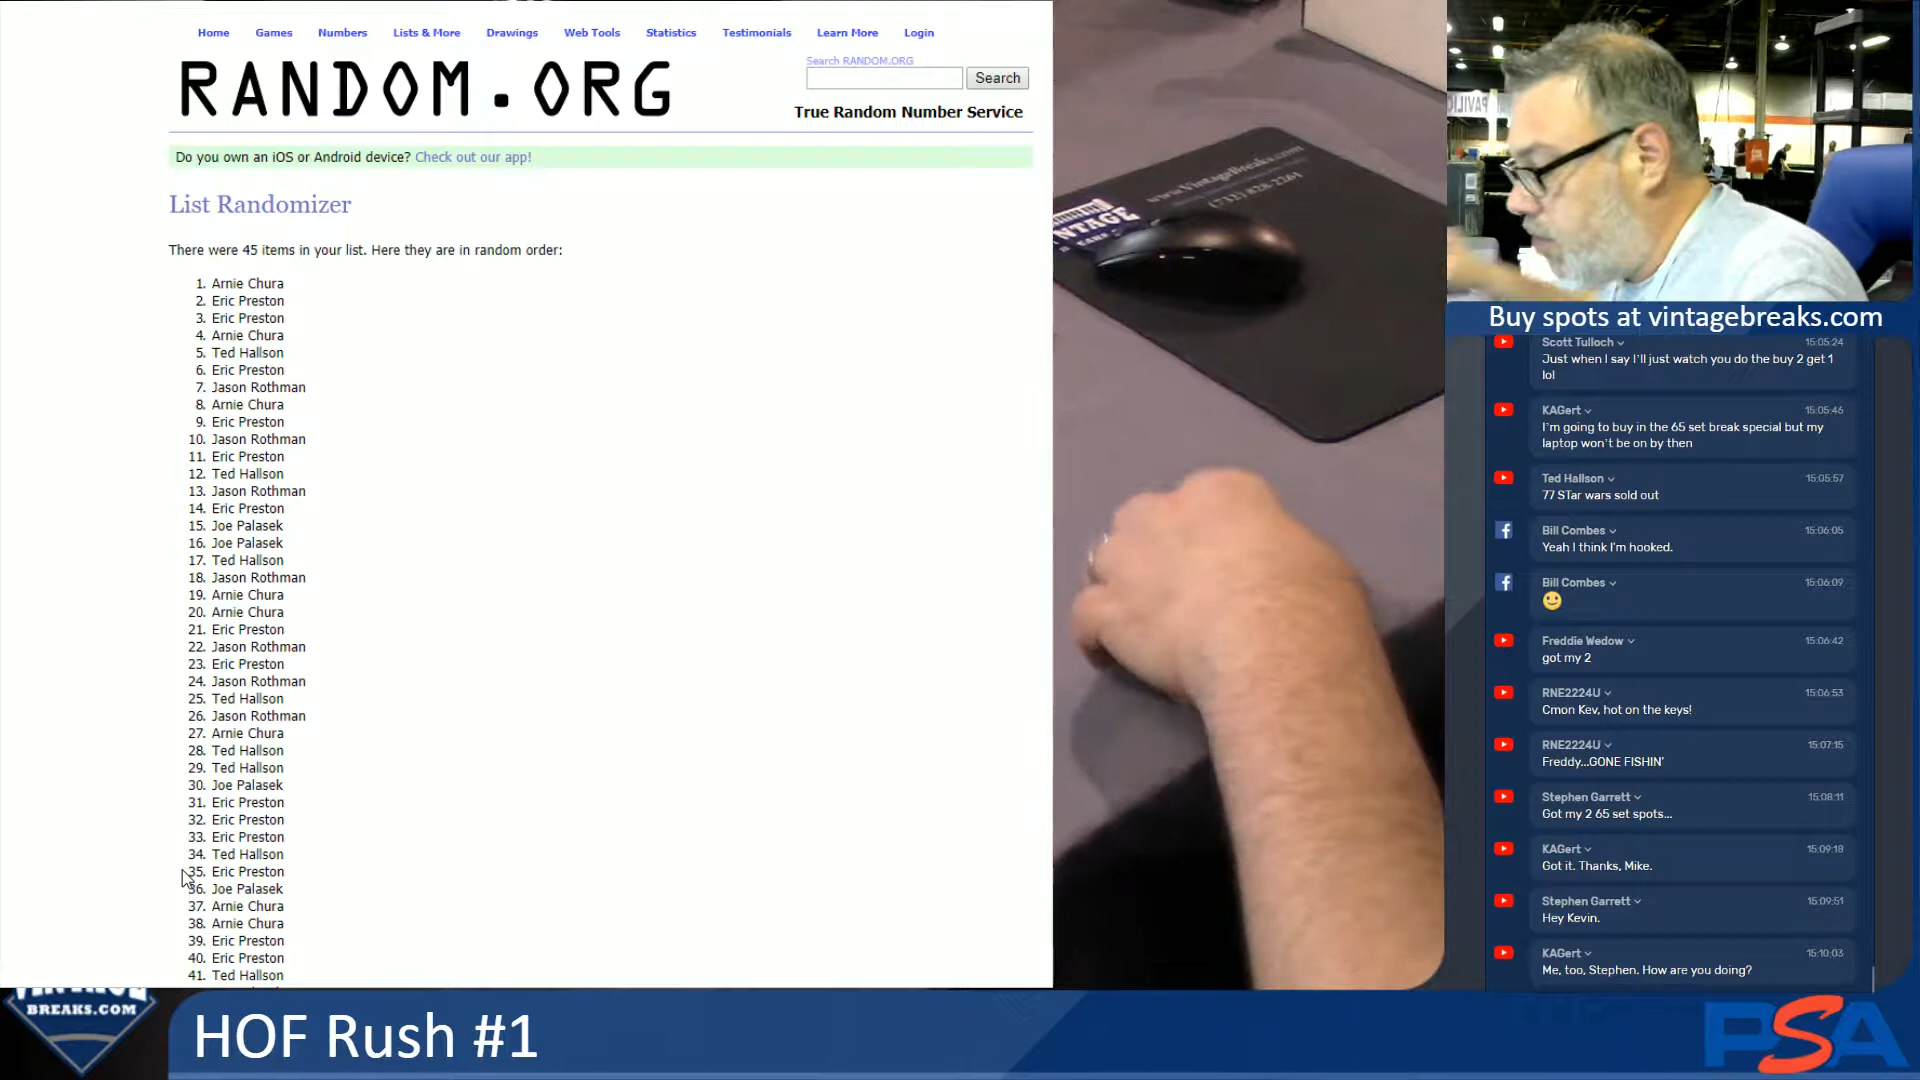 Home Games Numbers Lists & More Drawings Web Tools Statistics Testimonials Learn More Login
RANDOM.ORG
Search RANDOM.ORG
Search
True Random Number Service
Do you own an iOS or Android device? Check out our app!
List Randomizer
There were 45 items in your list. Here they are in random order:
1. Arnie Chura
2. Eric Preston
3. Eric Preston
4. Arnie Chura
5. Ted Hallson
6. Eric Preston
7. Jason Rothman
8. Arnie Chura
9. Eric Preston
10. Jason Rothman
11. Eric Preston
12. Ted Hallson
13. Jason Rothman
14. Eric Preston
15. Joe Palasek
16. Joe Palasek
17. Ted Hallson
18. Jason Rothman
19. Arnie Chura
20. Arnie Chura
21. Eric Preston
22. Jason Rothman
23. Eric Preston
24. Jason Rothman
25. Ted Hallson
26. Jason Rothman
27. Arnie Chura
28. Ted Hallson
29. Ted Hallson
30. Joe Palasek
31. Eric Preston
32. Eric Preston
33. Eric Preston
34. Ted Hallson
35. Eric Preston
36. Joe Palasek
37. Arnie Chura
38. Arnie Chura
39. Eric Preston
40. Eric Preston
41. Ted Hallson
www.VintageBreaks.com
(732) 828-2261
Buy spots at vintagebreaks.com
Scott Tulloch 15:05:24
Just when I say I'll just watch you do the buy 2 get 1
lol
KAGert 15:05:46
I'm going to buy in the 65 set break special but my
laptop won't be on by then
Ted Hallson 15:05:57
77 STar wars sold out
Bill Combes 15:06:05
Yeah I think I'm hooked.
Bill Combes 15:06:09
🙂
Freddie Wedow 15:06:42
got my 2
RNE2224U 15:06:53
Cmon Kev, hot on the keys!
RNE2224U 15:07:15
Freddy...GONE FISHIN'
Stephen Garrett 15:08:11
Got my 2 65 set spots...
KAGert 15:09:18
Got it. Thanks, Mike.
Stephen Garrett 15:09:51
Hey Kevin.
KAGert 15:10:03
Me, too, Stephen. How are you doing?
BREAKS.COM
HOF Rush #1
PSA